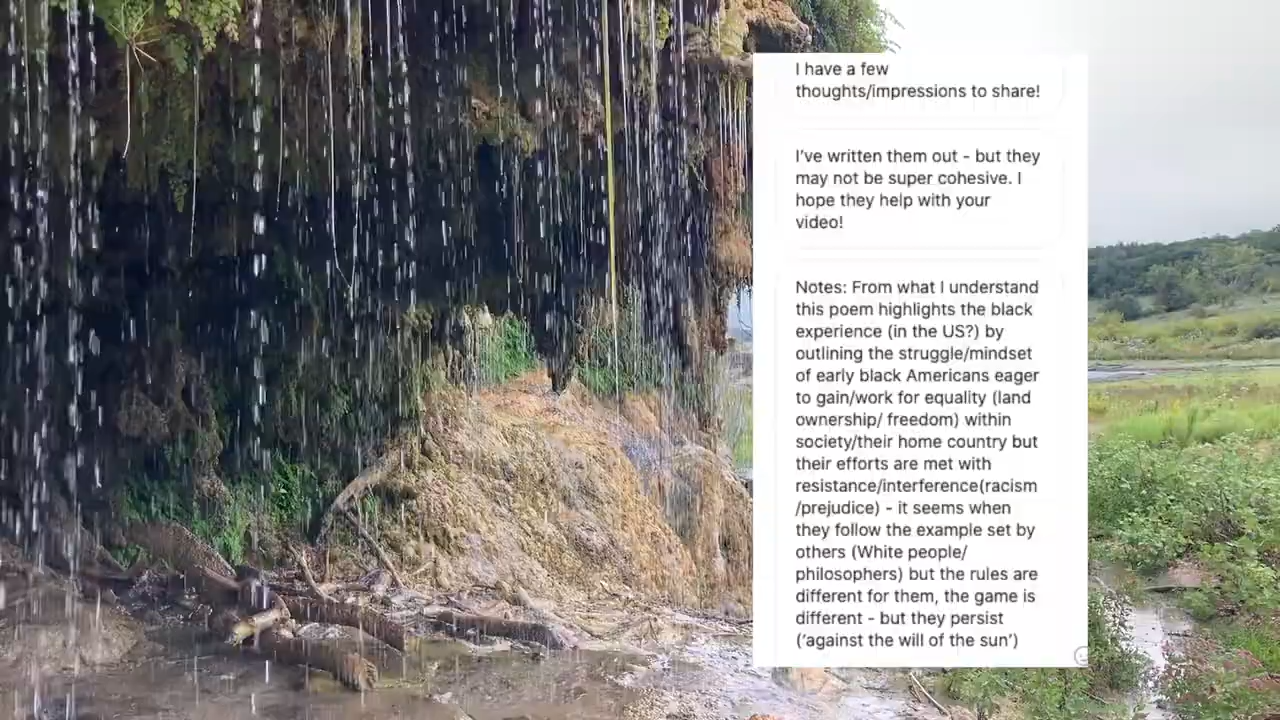 I have a few
thoughts/impressions to share!
I've written them out - but they
may not be super cohesive. I
hope they help with your
video!
Notes: From what I understand
this poem highlights the black
experience (in the US?) by
outlining the struggle/mindset
of early black Americans eager
to gain/work for equality (land
ownership/ freedom) within
society/their home country but
their efforts are met with
resistance/interference(racism
/prejudice) - it seems when
they follow the example set by
others (White people/
philosophers) but the rules are
different for them, the game is
different - but they persist
('against the will of the sun')